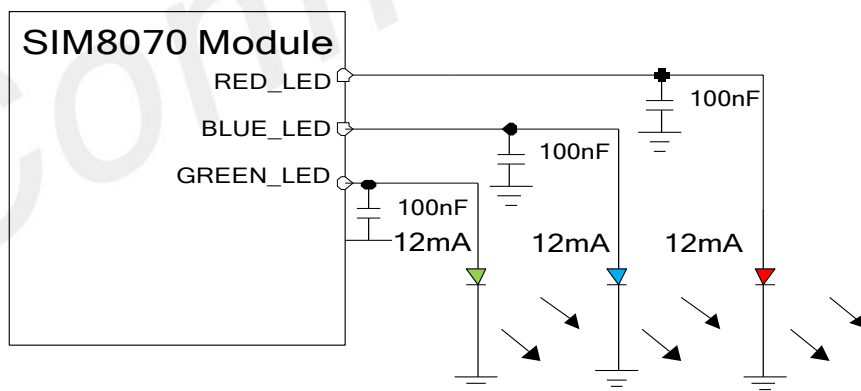 SIM8070 Module
RED_LED
100nF
BLUE_LED
100nF
GREEN_LED
100nF
12mA
12mA
12mA